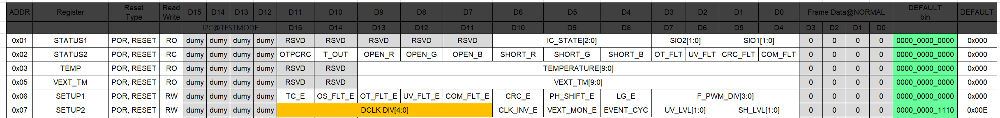 ADDR Register Reset Type Read Write D15 D14 D13 D12 D11 D10 D9 D8 D7 D6 D5 D4 D3 D2 D1 D0 Frame Data@NORMAL DEFAULT bin DEFAULT
I2C@TESTMODE D15 D14 D13 D12 D11 D10 D9 D8 D7 D6 D5 D4 D3 D2 D1 D0
0x01 STATUS1 POR, RESET RO dumy dumy dumy dumy RSVD RSVD RSVD RSVD RSVD IC_STATE[2:0] SIO2[1:0] SIO1[1:0] 0 0 0 0 0000_0000_0000 0x000
0x02 STATUS2 POR, RESET RC dumy dumy dumy dumy OTPCRC T_OUT OPEN_R OPEN_G OPEN_B SHORT_R SHORT_G SHORT_B OT_FLT UV_FLT CRC_FLT COM_FLT 0 0 0 0 0000_0000_0000 0x000
0x03 TEMP POR, RESET RO dumy dumy dumy dumy RSVD RSVD TEMPERATURE[9:0] 0 0 0 0 0000_0000_0000 0x000
0x05 VEXT_TM POR, RESET RO dumy dumy dumy dumy RSVD RSVD VEXT_TM[9:0] 0 0 0 0 0000_0000_0000 0x000
0x06 SETUP1 POR, RESET RW dumy dumy dumy dumy TC_E OS_FLT_E OT_FLT_E UV_FLT_E COM_FLT_E CRC_E PH_SHIFT_E LG_E F_PWM_DIV[3:0] 0 0 0 0 0000_0000_0000 0x000
0x07 SETUP2 POR, RESET RW dumy dumy dumy dumy DCLK DIV[4:0] CLK_INV_E VEXT_MON_E EVENT_CYC UV_LVL[1:0] SH_LVL[1:0] 0 0 0 0 0000_0000_1110 0x00E